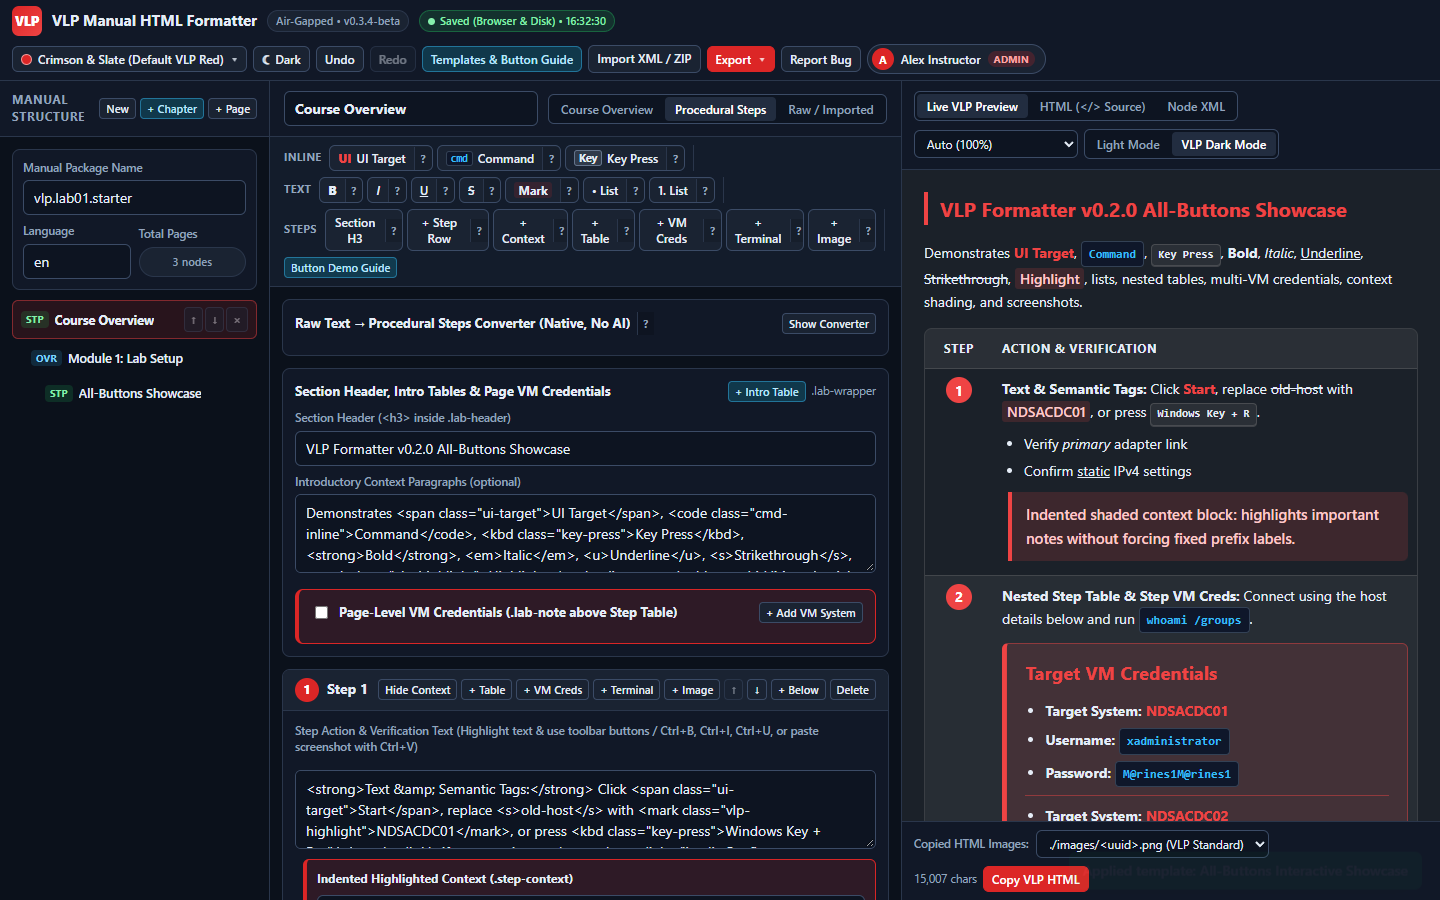 VLP VLP Manual HTML Formatter Air-Gapped • v0.3.4-beta Saved (Browser & Disk) • 16:32:30
Crimson & Slate (Default VLP Red) Dark Undo Redo Templates & Button Guide Import XML / ZIP Export Report Bug A Alex Instructor ADMIN
MANUAL STRUCTURE New + Chapter + Page
Manual Package Name
vlp.lab01.starter
Language Total Pages
en 3 nodes
STP Course Overview ↑ ↓ ×
OVR Module 1: Lab Setup
STP All-Buttons Showcase
Course Overview Course Overview Procedural Steps Raw / Imported
INLINE UI UI Target ? cmd Command ? Key Key Press ?
TEXT B ? I ? U ? S ? Mark ? • List ? 1. List ?
STEPS Section H3 ? + Step Row ? + Context ? + Table ? + VM Creds ? + Terminal ? + Image ?
Button Demo Guide
Raw Text → Procedural Steps Converter (Native, No AI) ? Show Converter
Section Header, Intro Tables & Page VM Credentials + Intro Table .lab-wrapper
Section Header (<h3> inside .lab-header)
VLP Formatter v0.2.0 All-Buttons Showcase
Introductory Context Paragraphs (optional)
Demonstrates <span class="ui-target">UI Target</span>, <code class="cmd-
inline">Command</code>, <kbd class="key-press">Key Press</kbd>,
<strong>Bold</strong>, <em>Italic</em>, <u>Underline</u>, <s>Strikethrough</s>,
Page-Level VM Credentials (.lab-note above Step Table) + Add VM System
1 Step 1 Hide Context + Table + VM Creds + Terminal + Image ↑ ↓ + Below Delete
Step Action & Verification Text (Highlight text & use toolbar buttons / Ctrl+B, Ctrl+I, Ctrl+U, or paste
screenshot with Ctrl+V)
<strong>Text &amp; Semantic Tags:</strong> Click <span class="ui-
target">Start</span>, replace <s>old-host</s> with <mark class="vlp-
highlight">NDSACDC01</mark>, or press <kbd class="key-press">Windows Key +
Indented Highlighted Context (.step-context)
Live VLP Preview HTML (</> Source) Node XML
Auto (100%) Light Mode VLP Dark Mode
VLP Formatter v0.2.0 All-Buttons Showcase
Demonstrates UI Target, Command, Key Press, Bold, Italic, Underline,
Strikethrough, Highlight, lists, nested tables, multi-VM credentials, context
shading, and screenshots.
STEP ACTION & VERIFICATION
1 Text & Semantic Tags: Click Start, replace old-host with
NDSACDC01, or press Windows Key + R.
• Verify primary adapter link
• Confirm static IPv4 settings
Indented shaded context block: highlights important
notes without forcing fixed prefix labels.
2 Nested Step Table & Step VM Creds: Connect using the host
details below and run whoami /groups.
Target VM Credentials
• Target System: NDSACDC01
• Username: xadministrator
• Password: M@rines1M@rines1
• Target System: NDSACDC02
Copied HTML Images: ./images/<uuid>.png (VLP Standard)
15,007 chars Copy VLP HTML